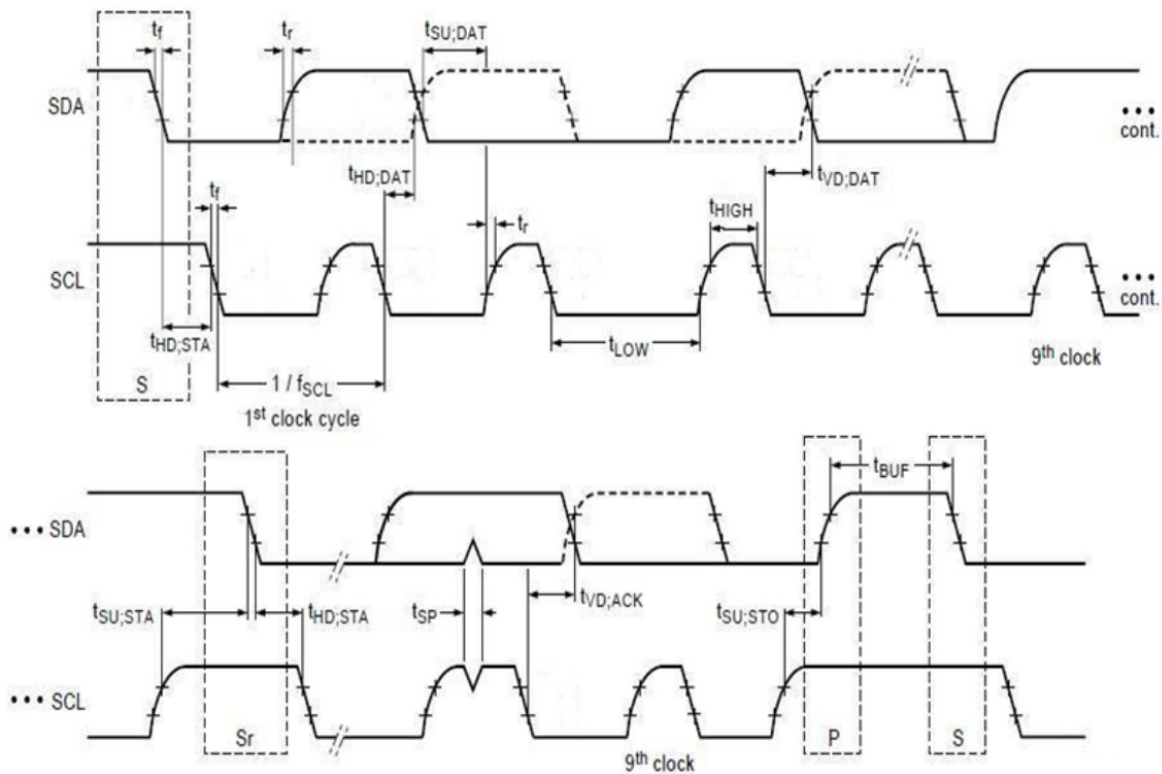 tf
tr
tSU;DAT
SDA
• • •
cont.
tHD;DAT
tVD;DAT
tf
tr
tHIGH
SCL
• • •
cont.
tHD;STA
tLOW
9th clock
S
1 / fSCL
1st clock cycle
tBUF
• • • SDA
tSU;STA
tHD;STA
tSP
tVD;ACK
tSU;STO
• • • SCL
Sr
P
S
9th clock